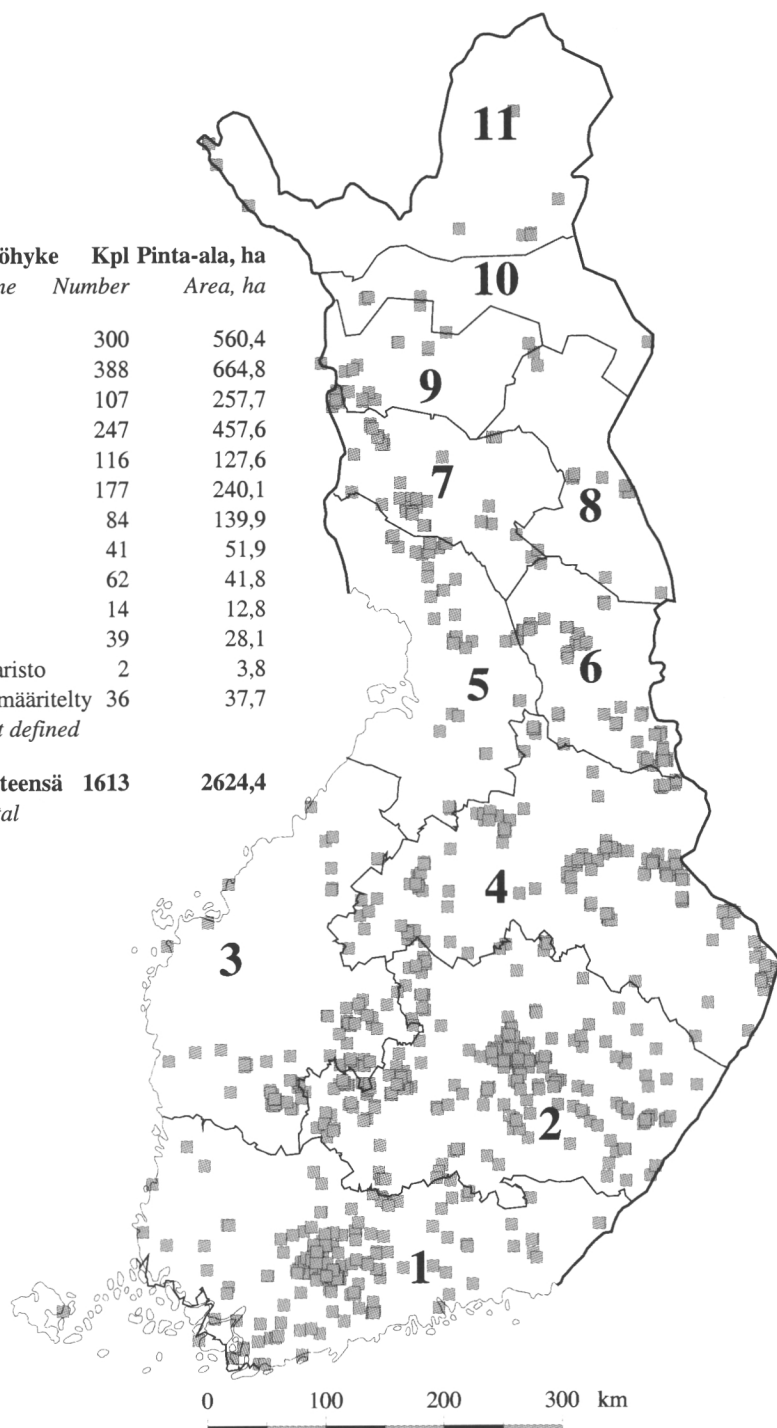 öhyke Kpl Pinta-ala, ha
ne Number Area, ha
300 560,4
388 664,8
107 257,7
247 457,6
116 127,6
177 240,1
84 139,9
41 51,9
62 41,8
14 12,8
39 28,1
aristo 2 3,8
määritelty 36 37,7
t defined
teensä 1613 2624,4
tal
11
10
9
7
8
6
5
4
3
2
1
0 100 200 300 km